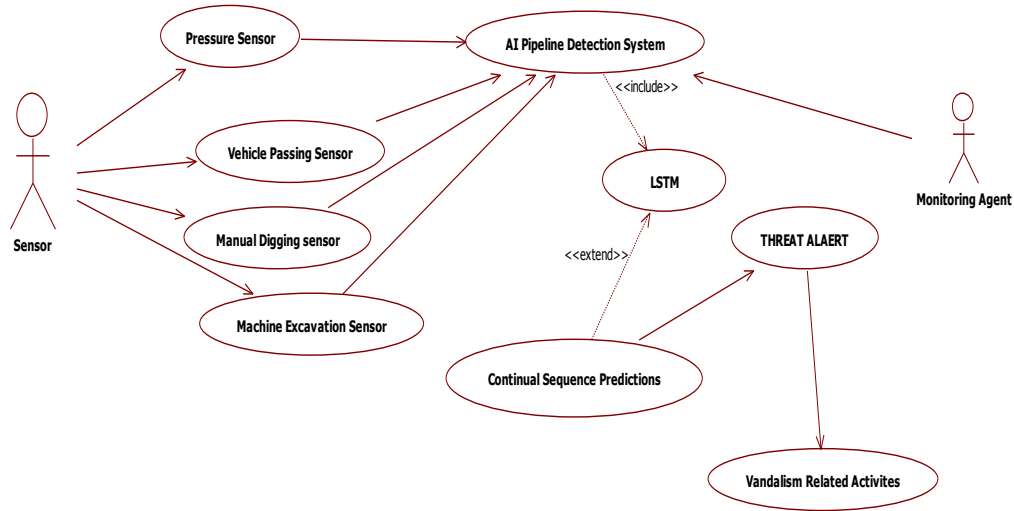 Pressure Sensor
AI Pipeline Detection System
<<include>>
Vehicle Passing Sensor
LSTM
Monitoring Agent
Manual Digging sensor
Sensor
THREAT ALAERT
<<extend>>
Machine Excavation Sensor
Continual Sequence Predictions
Vandalism Related Activites